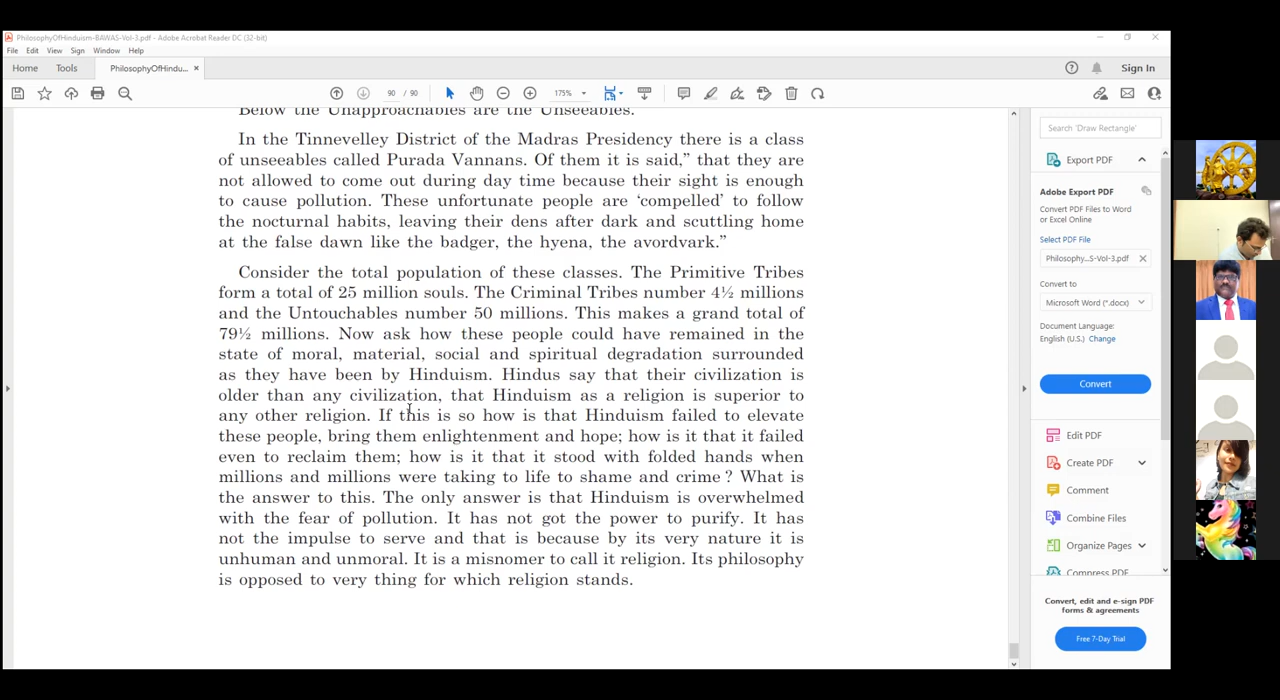 PhilosophyOfHinduism-BAWAS-Vol-3.pdf - Adobe Acrobat Reader DC (32-bit)
File Edit View Sign Window Help
Home Tools PhilosophyOfHindu... × Sign In
90 / 90 175%
Below the Unapproachables are the Unseeables.
In the Tinnevelley District of the Madras Presidency there is a class
of unseeables called Purada Vannans. Of them it is said,” that they are
not allowed to come out during day time because their sight is enough
to cause pollution. These unfortunate people are ‘compelled’ to follow
the nocturnal habits, leaving their dens after dark and scuttling home
at the false dawn like the badger, the hyena, the avordvark.”
Consider the total population of these classes. The Primitive Tribes
form a total of 25 million souls. The Criminal Tribes number 4½ millions
and the Untouchables number 50 millions. This makes a grand total of
79½ millions. Now ask how these people could have remained in the
state of moral, material, social and spiritual degradation surrounded
as they have been by Hinduism. Hindus say that their civilization is
older than any civilization, that Hinduism as a religion is superior to
any other religion. If this is so how is that Hinduism failed to elevate
these people, bring them enlightenment and hope; how is it that it failed
even to reclaim them; how is it that it stood with folded hands when
millions and millions were taking to life to shame and crime ? What is
the answer to this. The only answer is that Hinduism is overwhelmed
with the fear of pollution. It has not got the power to purify. It has
not the impulse to serve and that is because by its very nature it is
unhuman and unmoral. It is a misnomer to call it religion. Its philosophy
is opposed to very thing for which religion stands.
Search 'Draw Rectangle'
Export PDF
Adobe Export PDF
Convert PDF Files to Word
or Excel Online
Select PDF File
Philosophy...S-Vol-3.pdf ×
Convert to
Microsoft Word (*.docx)
Document Language:
English (U.S.) Change
Convert
Edit PDF
Create PDF
Comment
Combine Files
Organize Pages
Compress PDF
Convert, edit and e-sign PDF
forms & agreements
Free 7-Day Trial